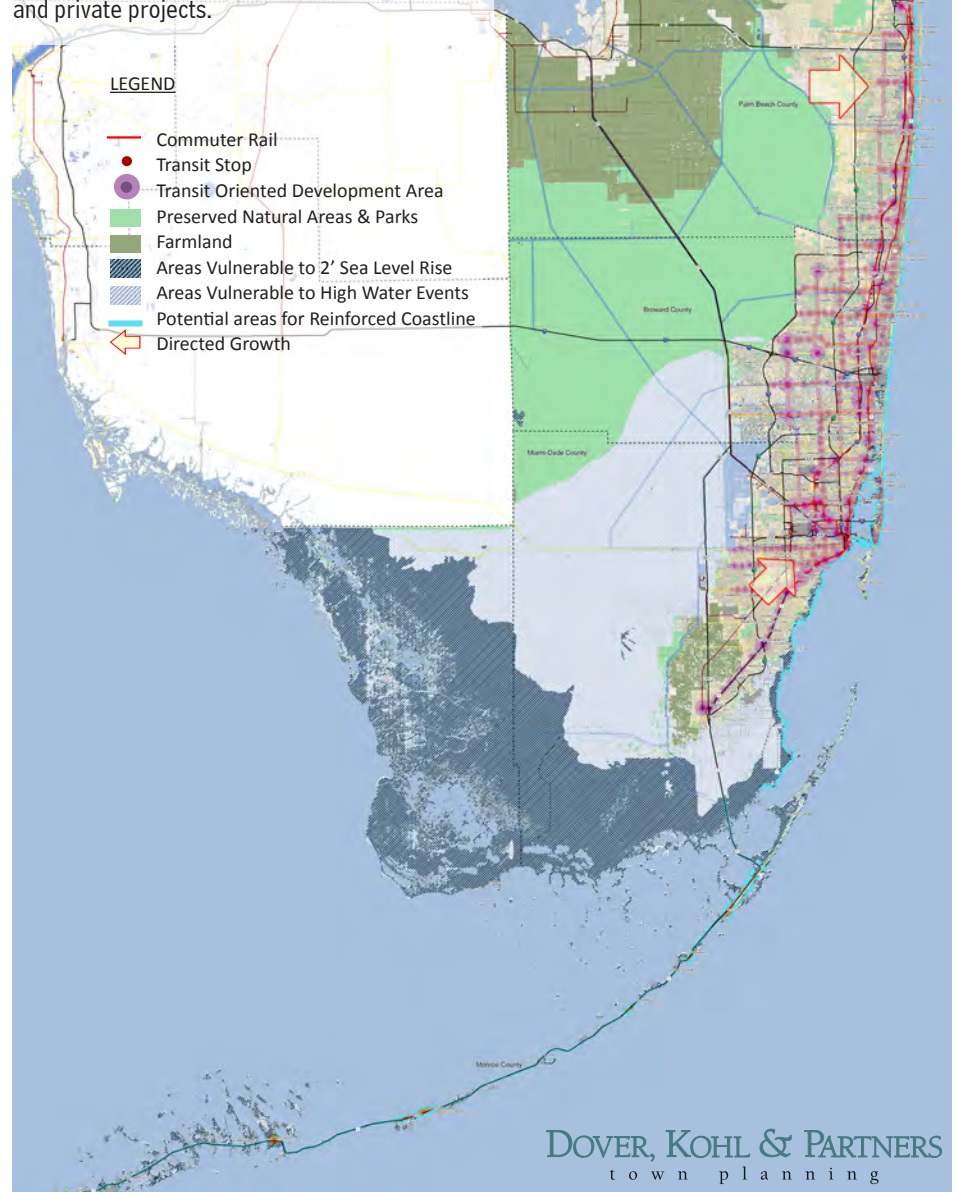 and private projects.
LEGEND
Commuter Rail
Transit Stop
Transit Oriented Development Area
Preserved Natural Areas & Parks
Farmland
Areas Vulnerable to 2' Sea Level Rise
Areas Vulnerable to High Water Events
Potential areas for Reinforced Coastline
Directed Growth
Palm Beach County
Broward County
Miami-Dade County
Monroe County
DOVER, KOHL & PARTNERS
town planning